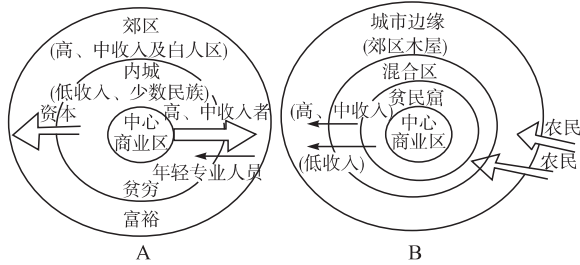 郊区
(高、中收入及白人区)
内城
(低收入、少数民族)
资本
高、中收入者
中心
商业区
年轻专业人员
贫穷
富裕
A
城市边缘
(郊区木屋)
混合区
贫民窟
(高、中收入)
中心
商业区
(低收入)
农民
农民
B